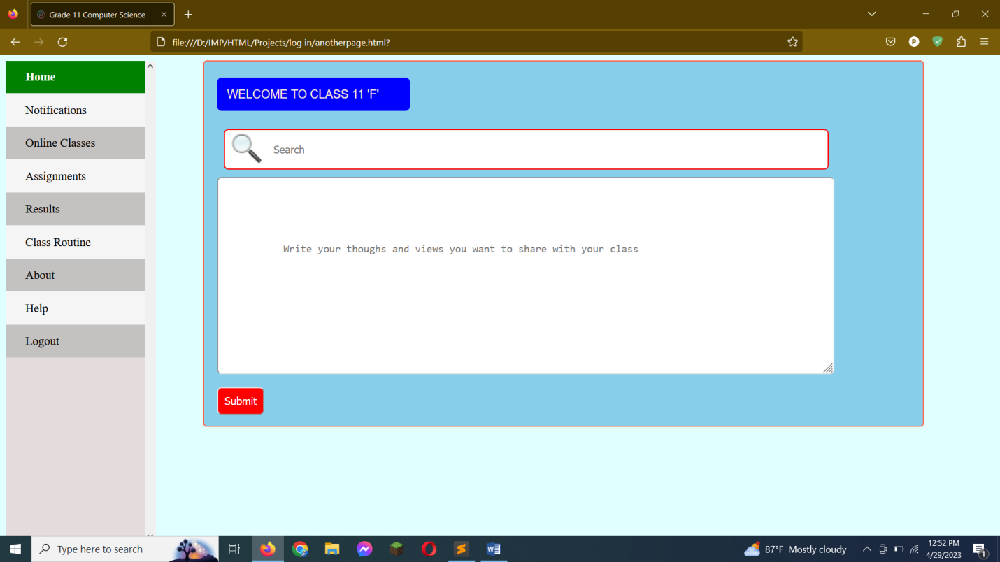 Grade 11 Computer Science
file:///D:/IMP/HTML/Projects/log in/anotherpage.html?
P
Home
Notifications
Online Classes
Assignments
Results
Class Routine
About
Help
Logout
WELCOME TO CLASS 11 'F'
Search
Write your thoughs and views you want to share with your class
Submit
Type here to search
87°F Mostly cloudy
12:52 PM
4/29/2023
1